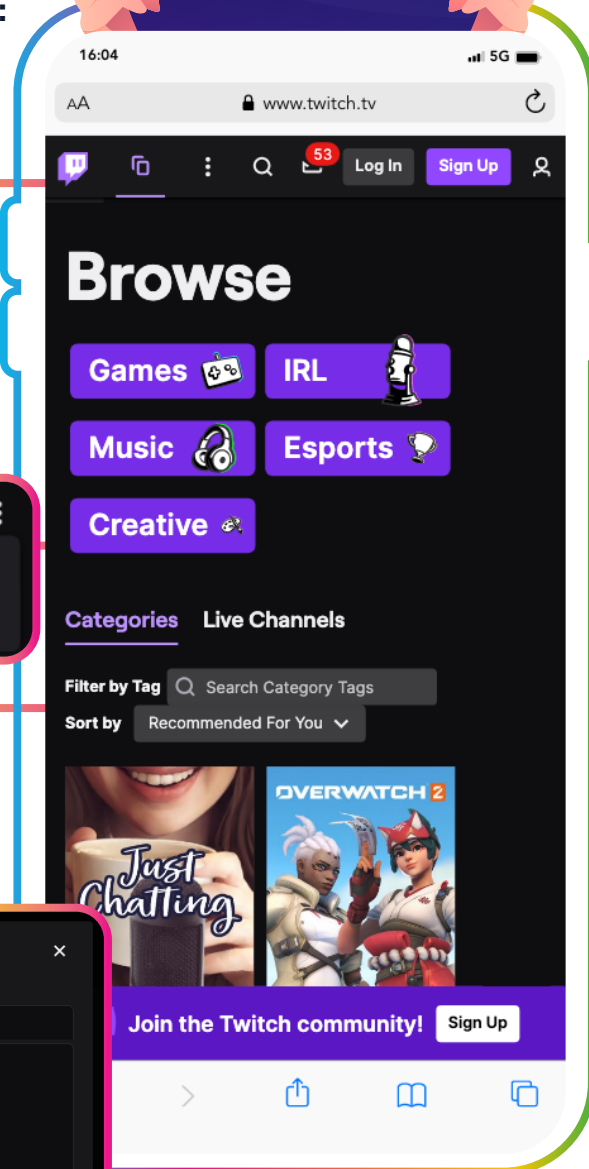 :
16:04
5G
AA
www.twitch.tv
53
Log In
Sign Up
Browse
Games
IRL
Music
Esports
Creative
Categories
Live Channels
Filter by Tag
Search Category Tags
Sort by
Recommended For You
Just
Chatting
OVERWATCH 2
Join the Twitch community!
Sign Up